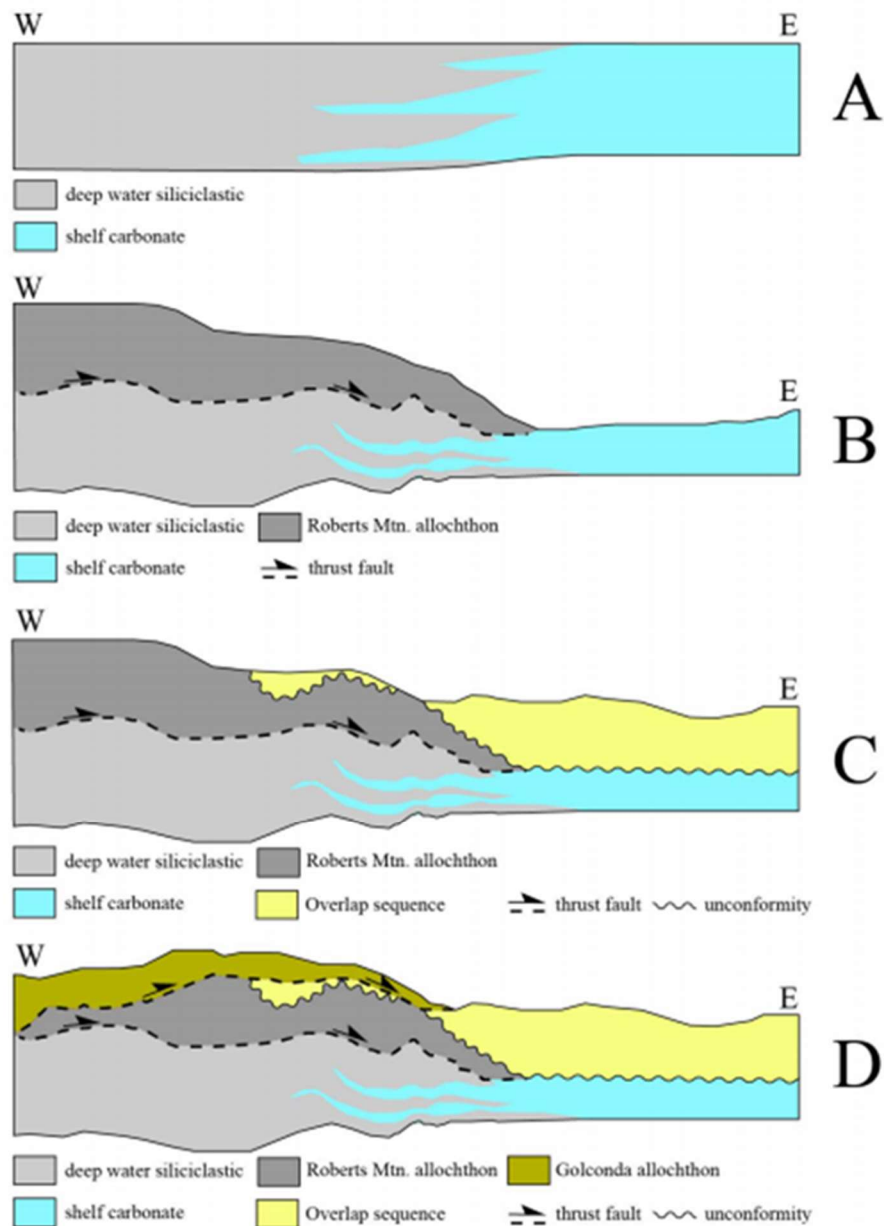 W E
A
deep water siliciclastic
shelf carbonate
W
E
B
deep water siliciclastic Roberts Mtn. allochthon
shelf carbonate thrust fault
W
E
C
deep water siliciclastic Roberts Mtn. allochthon
shelf carbonate Overlap sequence thrust fault unconformity
W
E
D
deep water siliciclastic Roberts Mtn. allochthon Golconda allochthon
shelf carbonate Overlap sequence thrust fault unconformity